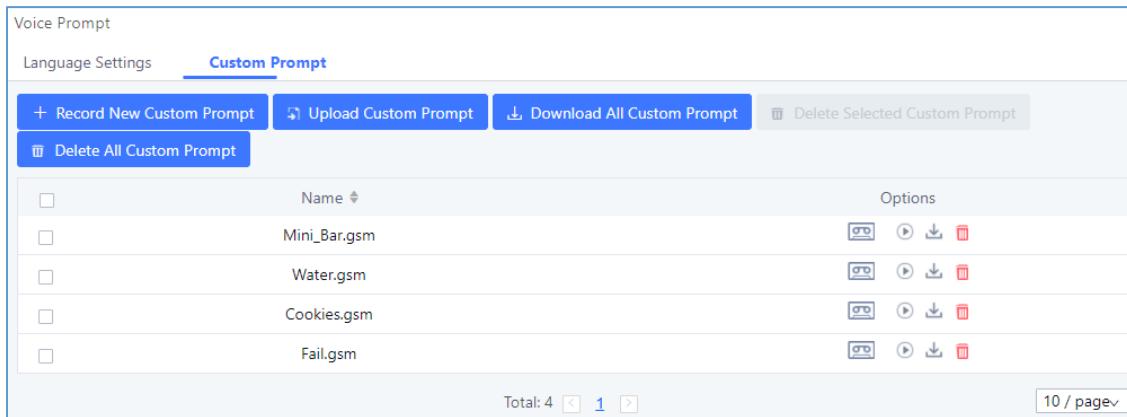 Voice Prompt
Language Settings Custom Prompt
+ Record New Custom Prompt Upload Custom Prompt Download All Custom Prompt Delete Selected Custom Prompt
Delete All Custom Prompt
Name Options
Mini_Bar.gsm
Water.gsm
Cookies.gsm
Fail.gsm
Total: 4 < 1 > 10 / page